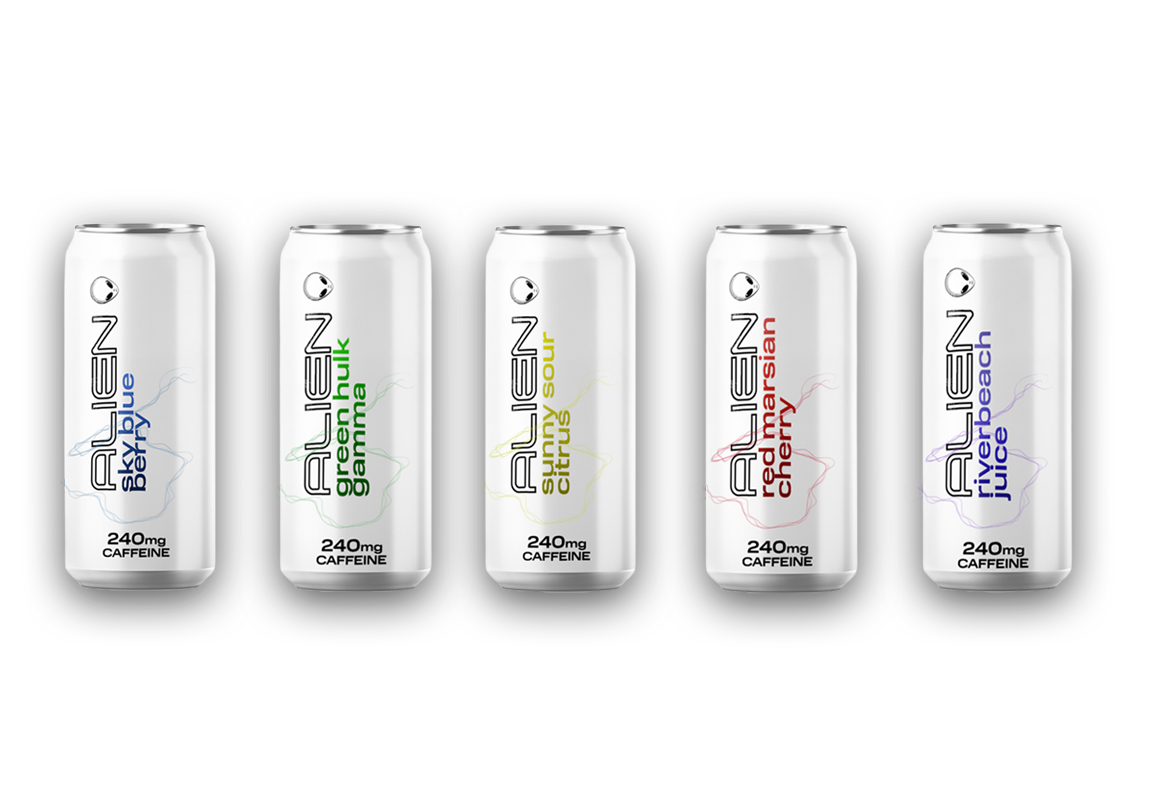 ALIEN
sky blue
berry
240mg
CAFFEINE
ALIEN
green hulk
gamma
240mg
CAFFEINE
ALIEN
sunny sour
citrus
240mg
CAFFEINE
ALIEN
red marsian
cherry
240mg
CAFFEINE
ALIEN
riverbeach
juice
240mg
CAFFEINE